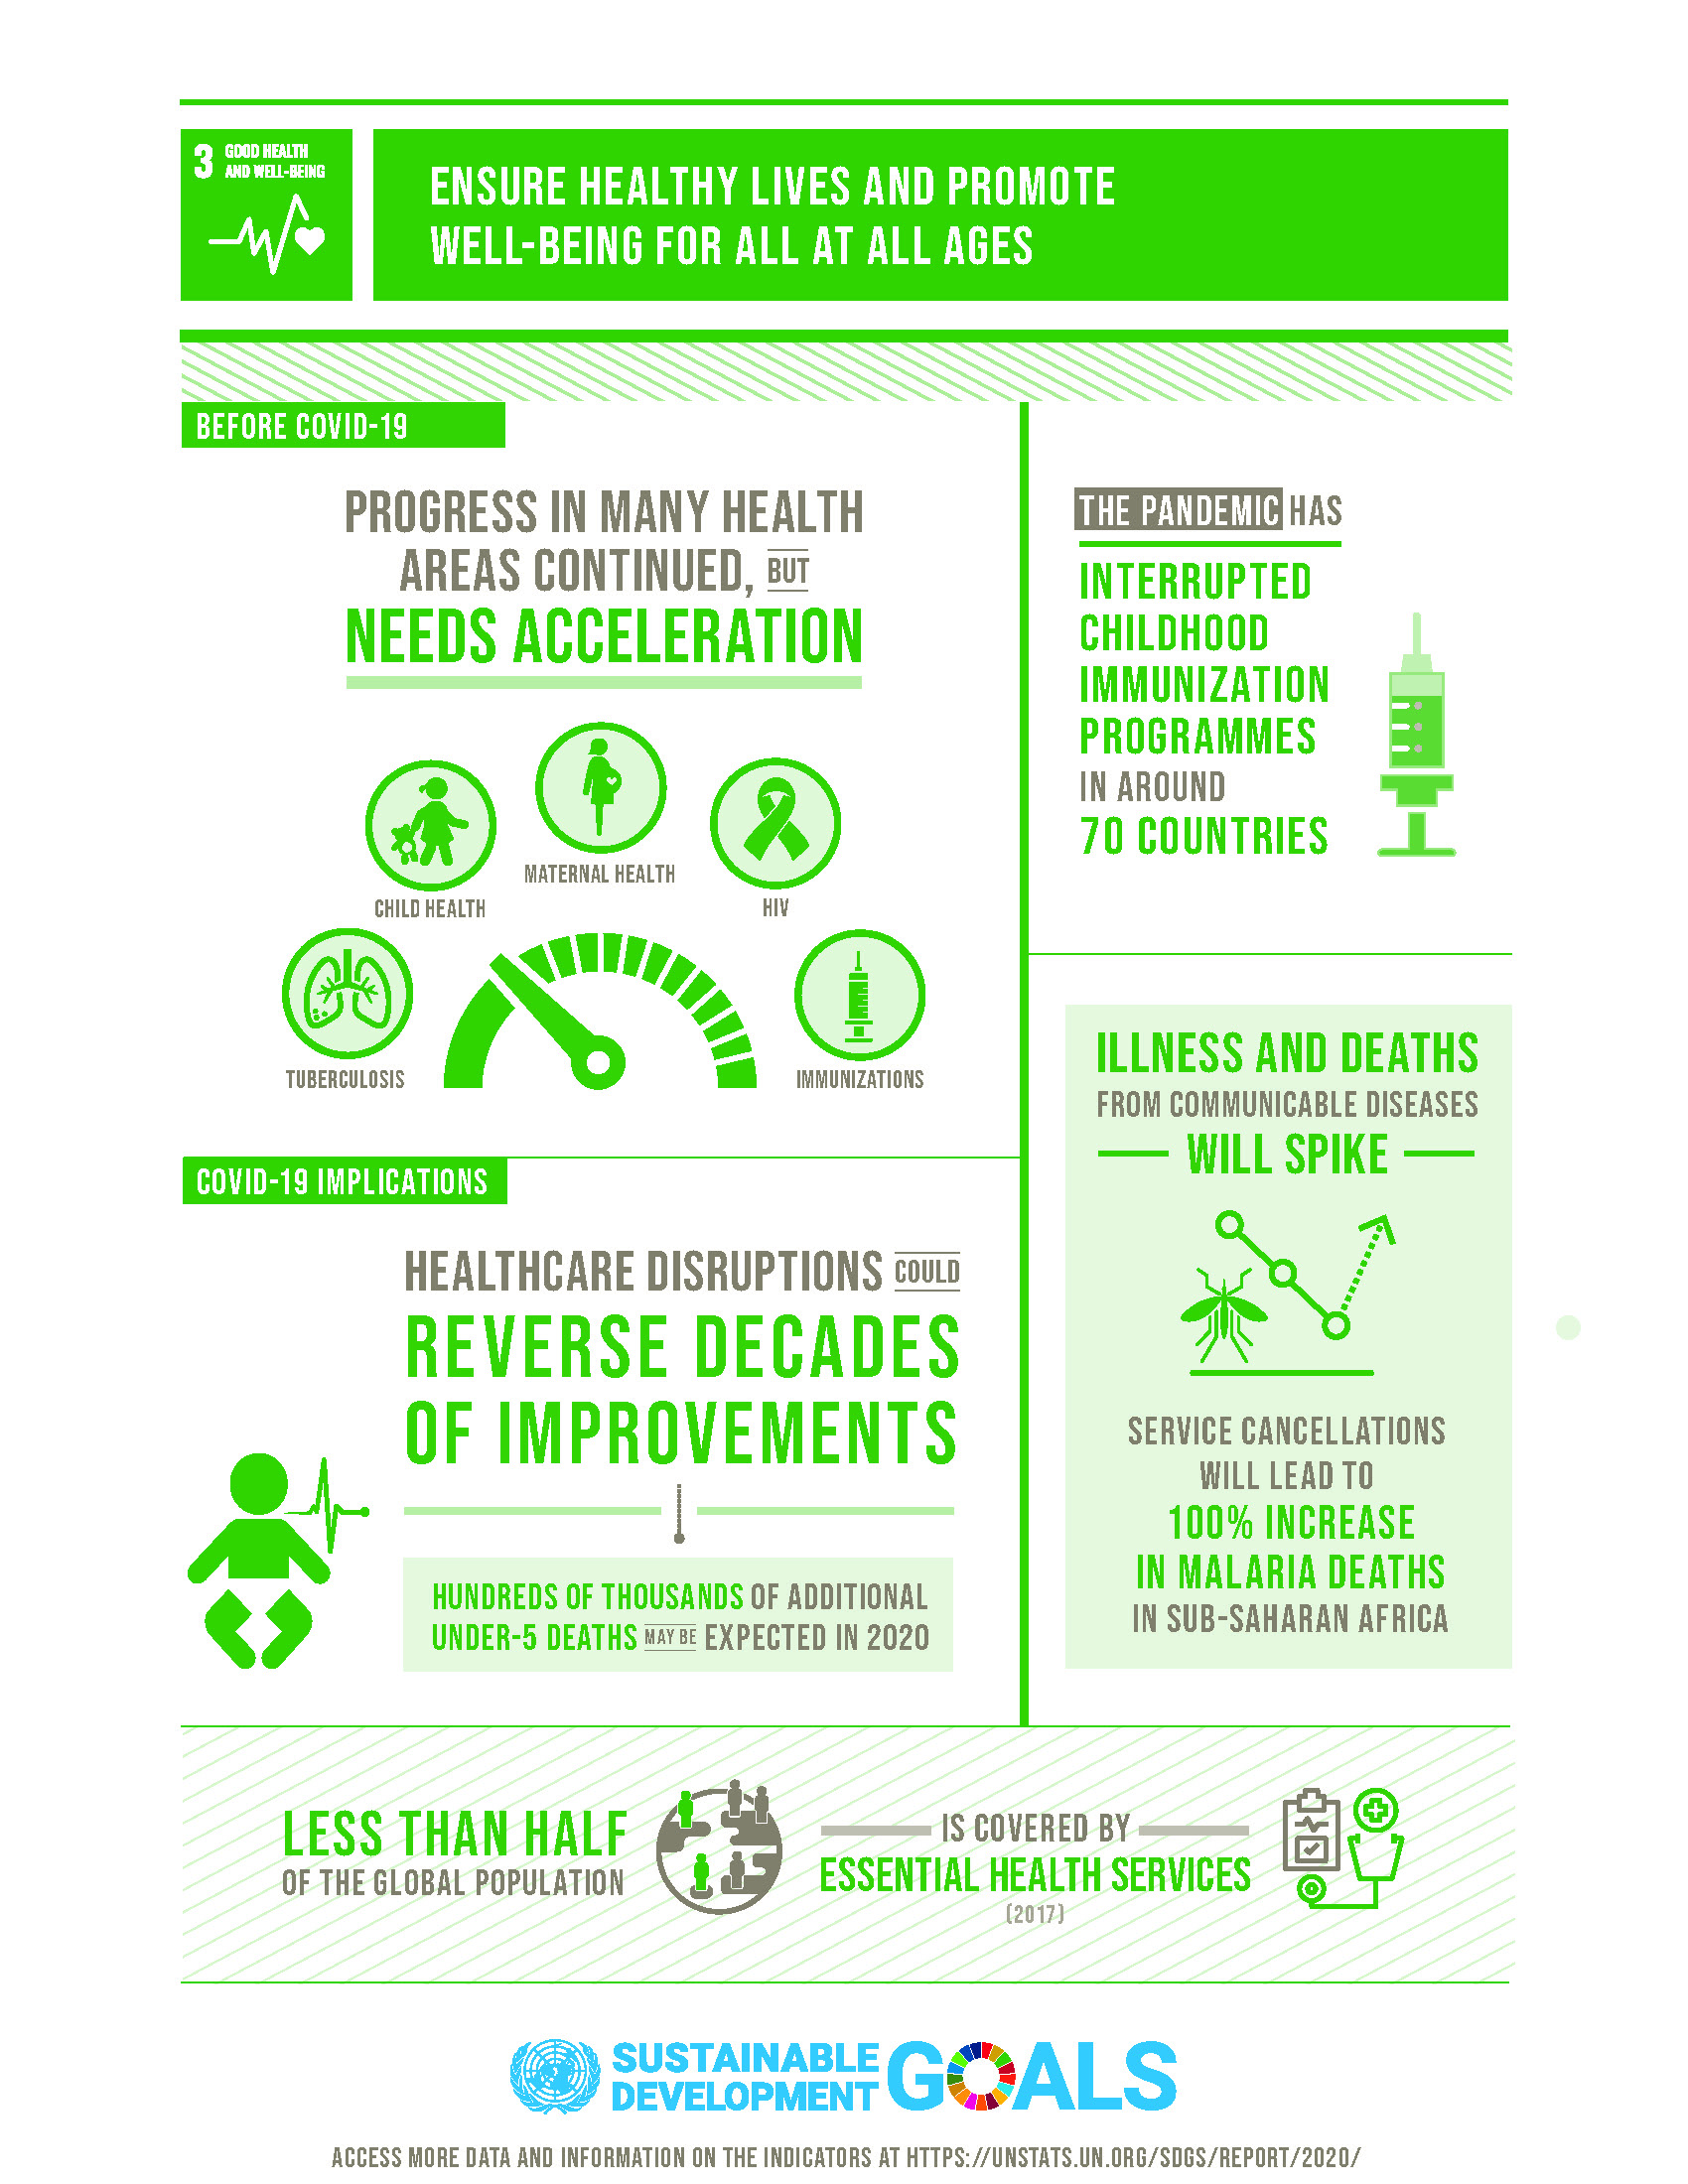 3 GOOD HEALTH
AND WELL-BEING
ENSURE HEALTHY LIVES AND PROMOTE
WELL-BEING FOR ALL AT ALL AGES
BEFORE COVID-19
PROGRESS IN MANY HEALTH
AREAS CONTINUED, BUT
NEEDS ACCELERATION
MATERNAL HEALTH
CHILD HEALTH
HIV
TUBERCULOSIS
IMMUNIZATIONS
THE PANDEMIC HAS
INTERRUPTED
CHILDHOOD
IMMUNIZATION
PROGRAMMES
IN AROUND
70 COUNTRIES
COVID-19 IMPLICATIONS
HEALTHCARE DISRUPTIONS COULD
REVERSE DECADES
OF IMPROVEMENTS
HUNDREDS OF THOUSANDS OF ADDITIONAL
UNDER-5 DEATHS MAY BE EXPECTED IN 2020
ILLNESS AND DEATHS
FROM COMMUNICABLE DISEASES
WILL SPIKE
SERVICE CANCELLATIONS
WILL LEAD TO
100% INCREASE
IN MALARIA DEATHS
IN SUB-SAHARAN AFRICA
LESS THAN HALF
OF THE GLOBAL POPULATION
IS COVERED BY
ESSENTIAL HEALTH SERVICES
(2017)
SUSTAINABLE
DEVELOPMENT GOALS
ACCESS MORE DATA AND INFORMATION ON THE INDICATORS AT HTTPS://UNSTATS.UN.ORG/SDGS/REPORT/2020/